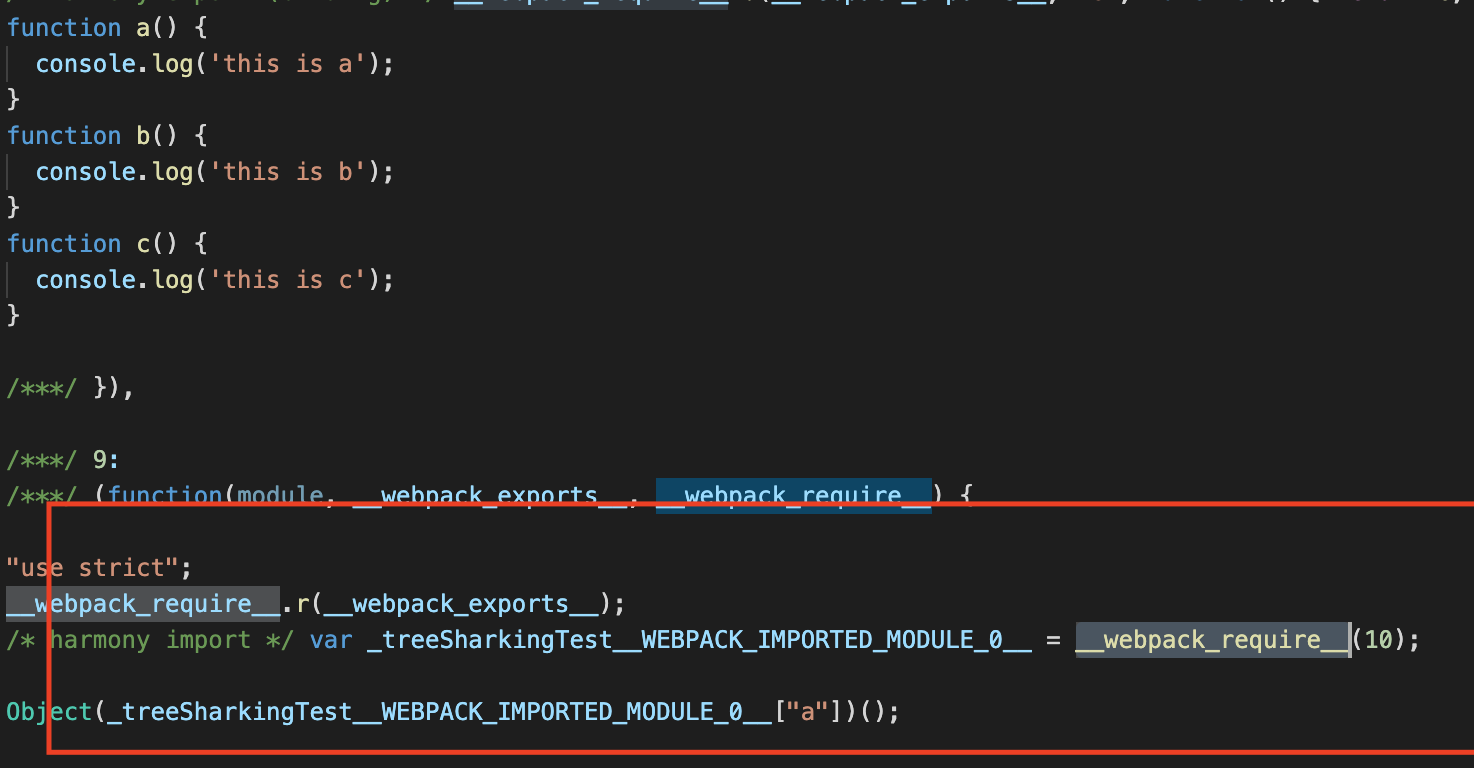 function a() {
  console.log('this is a');
}
function b() {
  console.log('this is b');
}
function c() {
  console.log('this is c');
}
/***/ }),
/***/ 9:
/***/ (function(module, __webpack_exports__, __webpack_require__) {
"use strict";
__webpack_require__.r(__webpack_exports__);
/* harmony import */ var _treeSharkingTest__WEBPACK_IMPORTED_MODULE_0__ = __webpack_require__(10);
Object(_treeSharkingTest__WEBPACK_IMPORTED_MODULE_0__["a"])();